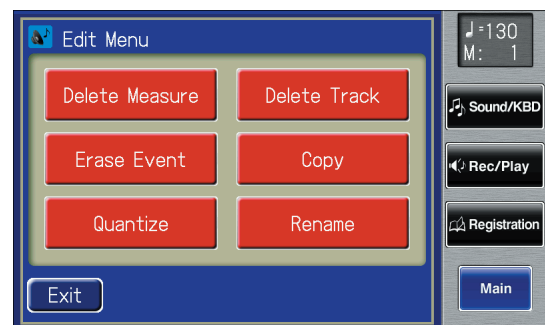 Edit Menu
Delete Measure
Delete Track
Erase Event
Copy
Quantize
Rename
Exit
♩=130
M: 1
Sound/KBD
Rec/Play
Registration
Main